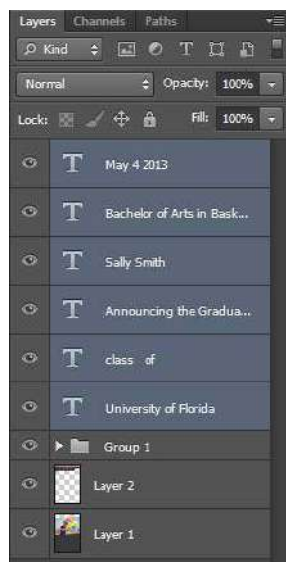 Layers Channels Paths
Kind T
Normal Opacity: 100%
Lock: Fill: 100%
T May 4 2013
T Bachelor of Arts in Bask...
T Sally Smith
T Announcing the Gradua...
T class of
T University of Florida
Group 1
Layer 2
Layer 1